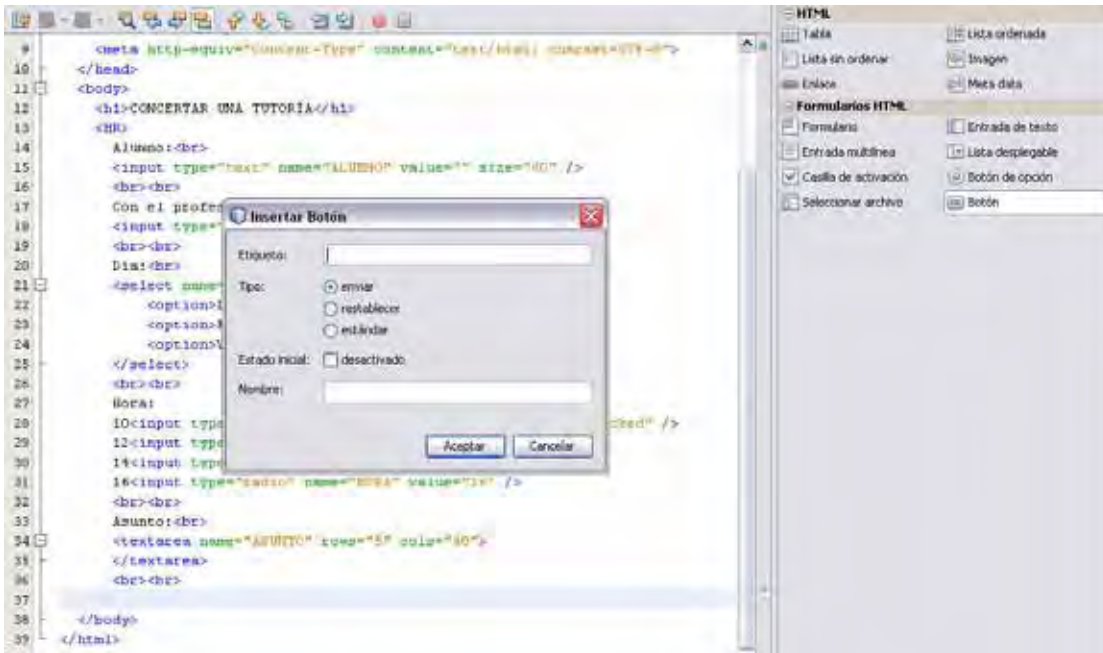 9 <meta http-equiv="Content-Type" content="text/html; charset=UTF-8">
10 </head>
11 <body>
12 <h1>CONCERTAR UNA TUTORÍA</h1>
13 <HR>
14 Alumno:<br>
15 <input type="text" name="ALUMNO" value="" size="40" />
16 <br><br>
17 Con el profes
18 <input type="
19 <br><br>
20 Día:<br>
21 <select name=
22 <option>
23 <option>
24 <option>
25 </select>
26 <br><br>
27 Hora:
28 10<input type cked" />
29 12<input type
30 14<input type
31 16<input type="radio" name="HORA" value="16" />
32 <br><br>
33 Asunto:<br>
34 <textarea name="ASUNTO" rows="5" cols="40">
35 </textarea>
36 <br><br>
37
38 </body>
39 </html>
Insertar Botón
Etiqueta:
Tipo: enviar
restablecer
estándar
Estado inicial: desactivado
Nombre:
Aceptar Cancelar
HTML
Tabla Lista ordenada
Lista sin ordenar Imagen
Enlace Meta data
Formularios HTML
Formulario Entrada de texto
Entrada multilínea Lista desplegable
Casilla de activación Botón de opción
Seleccionar archivo Botón